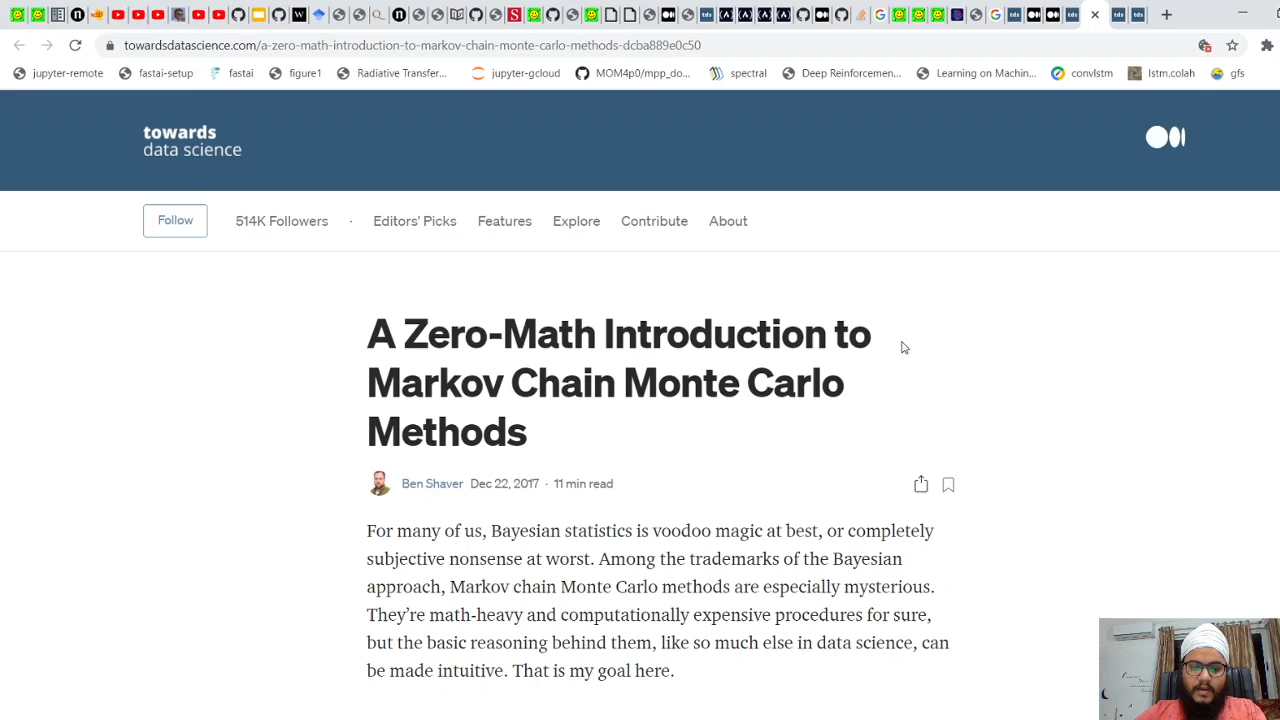 towardsdatascience.com/a-zero-math-introduction-to-markov-chain-monte-carlo-methods-dcba889e0c50
jupyter-remote fastai-setup fastai figure1 Radiative Transfer... jupyter-gcloud MOM4p0/mpp_do... spectral Deep Reinforcemen... Learning on Machin... convlstm lstm.colah gfs
towards
data science
Follow 514K Followers · Editors' Picks Features Explore Contribute About
A Zero-Math Introduction to
Markov Chain Monte Carlo
Methods
Ben Shaver Dec 22, 2017 · 11 min read
For many of us, Bayesian statistics is voodoo magic at best, or completely
subjective nonsense at worst. Among the trademarks of the Bayesian
approach, Markov chain Monte Carlo methods are especially mysterious.
They’re math-heavy and computationally expensive procedures for sure,
but the basic reasoning behind them, like so much else in data science, can
be made intuitive. That is my goal here.